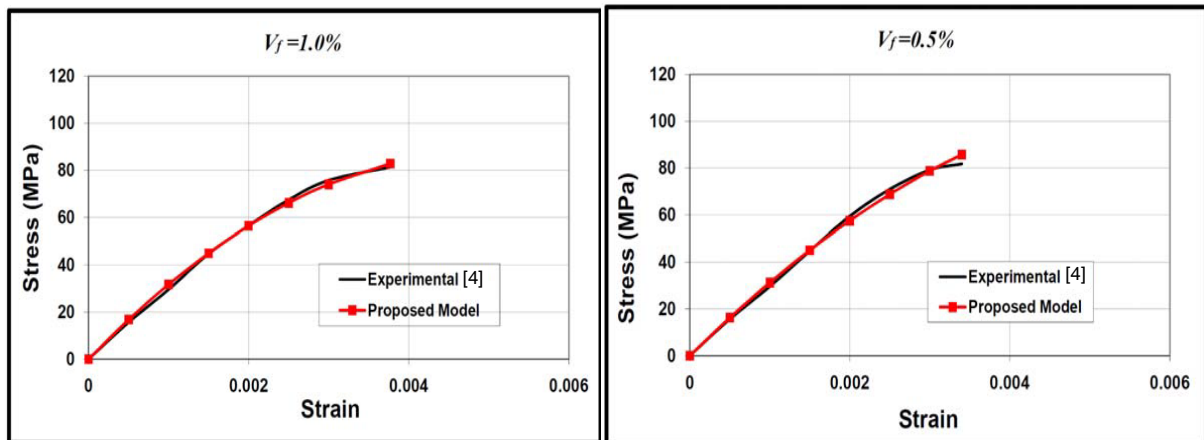 V_f=1.0%
120
100
80
60
40
20
0
Stress (MPa)
Experimental [4]
Proposed Model
0 0.002 0.004 0.006
Strain
V_f=0.5%
120
100
80
60
40
20
0
Stress (MPa)
Experimental [4]
Proposed Model
0 0.002 0.004 0.006
Strain